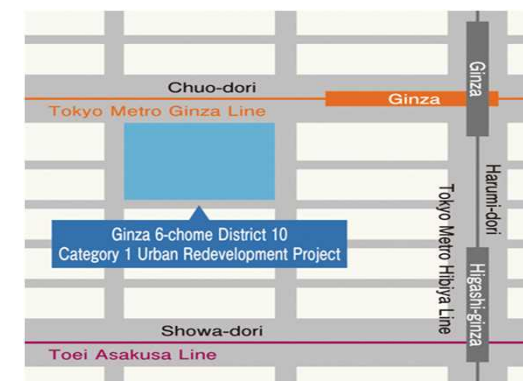 Chuo-dori
Ginza
Ginza
Tokyo Metro Ginza Line
Harumi-dori
Tokyo Metro Hibiya Line
Ginza 6-chome District 10
Category 1 Urban Redevelopment Project
Higashi-ginza
Showa-dori
Toei Asakusa Line